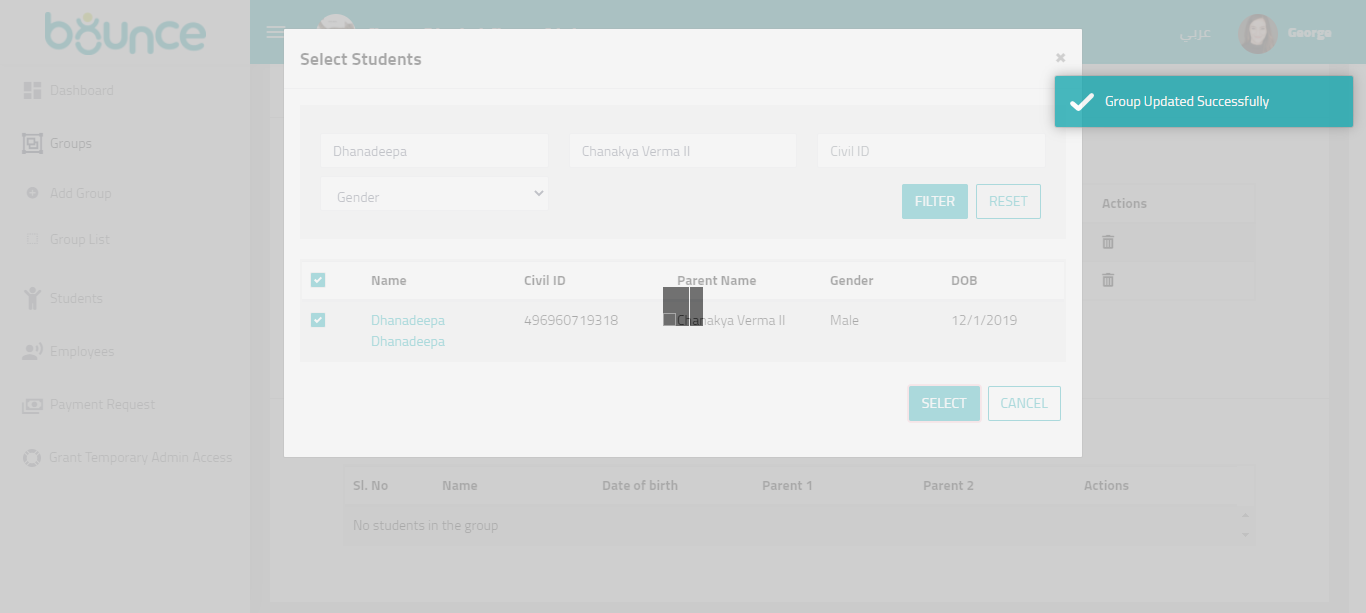 bounce
عربي
George
Select Students
×
Group Updated Successfully
Dashboard
Groups
Add Group
Group List
Students
Employees
Payment Request
Grant Temporary Admin Access
Dhanadeepa
Chanakya Verma II
Civil ID
Gender
FILTER
RESET
Actions
Name
Civil ID
Parent Name
Gender
DOB
Dhanadeepa
Dhanadeepa
496960719318
Chanakya Verma II
Male
12/1/2019
SELECT
CANCEL
Sl. No
Name
Date of birth
Parent 1
Parent 2
Actions
No students in the group